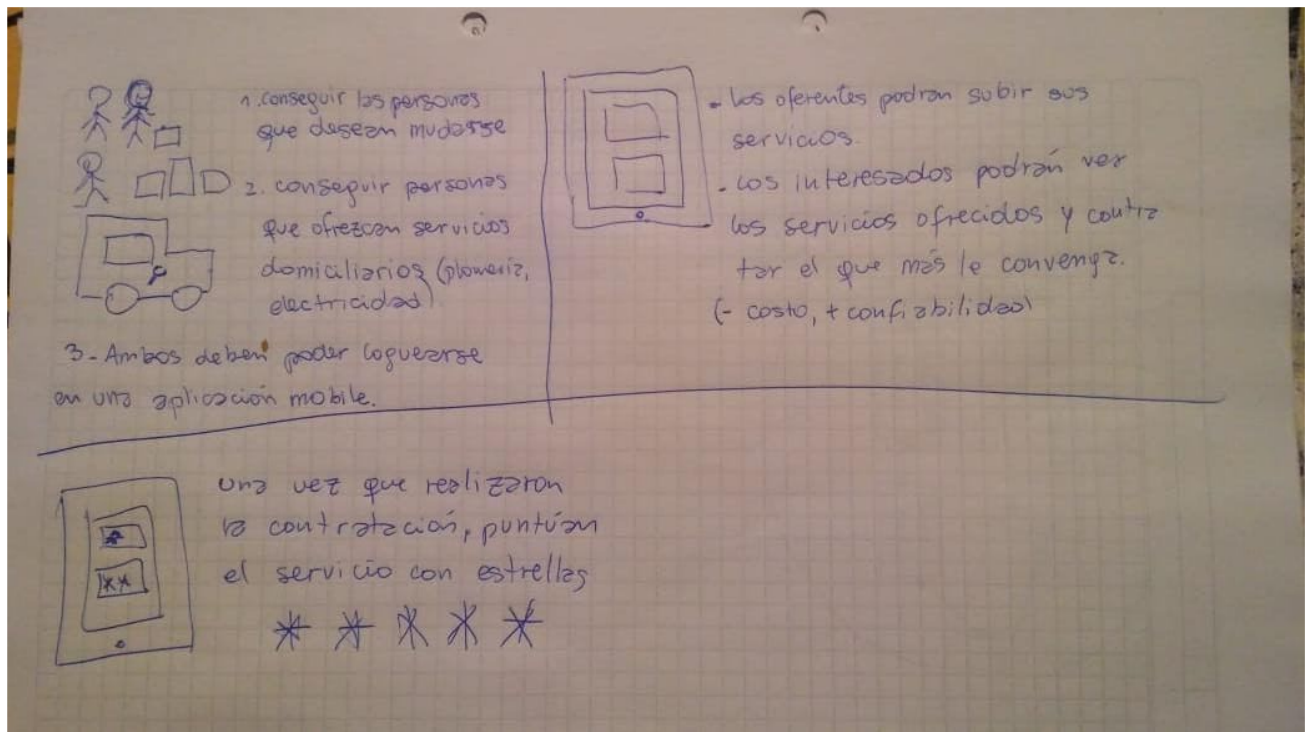 1. conseguir las personas
que desean mudarse
2. conseguir personas
que ofrezcan servicios
domiciliarios (plomería,
electricidad)
3- Ambos deben poder loguearse
en una aplicación mobile.
- los oferentes podran subir sus
servicios.
- los interesados podrán ver
los servicios ofrecidos y contra
tar el que más le convenga.
(- costo, + confiabilidad)
una vez que realizaron
la contratación, puntúan
el servicio con estrellas